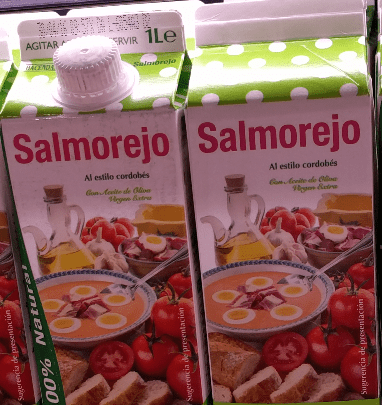 AGITAR
SERVIR
1Le
HACENDADO
Salmorejo
Salmorejo
Al estilo cordobés
Con Aceite de Oliva
Virgen Extra
100% Natural
Sugerencia de presentación
Salmorejo
Al estilo cordobés
Con Aceite de Oliva
Virgen Extra
Sugerencia de presentación